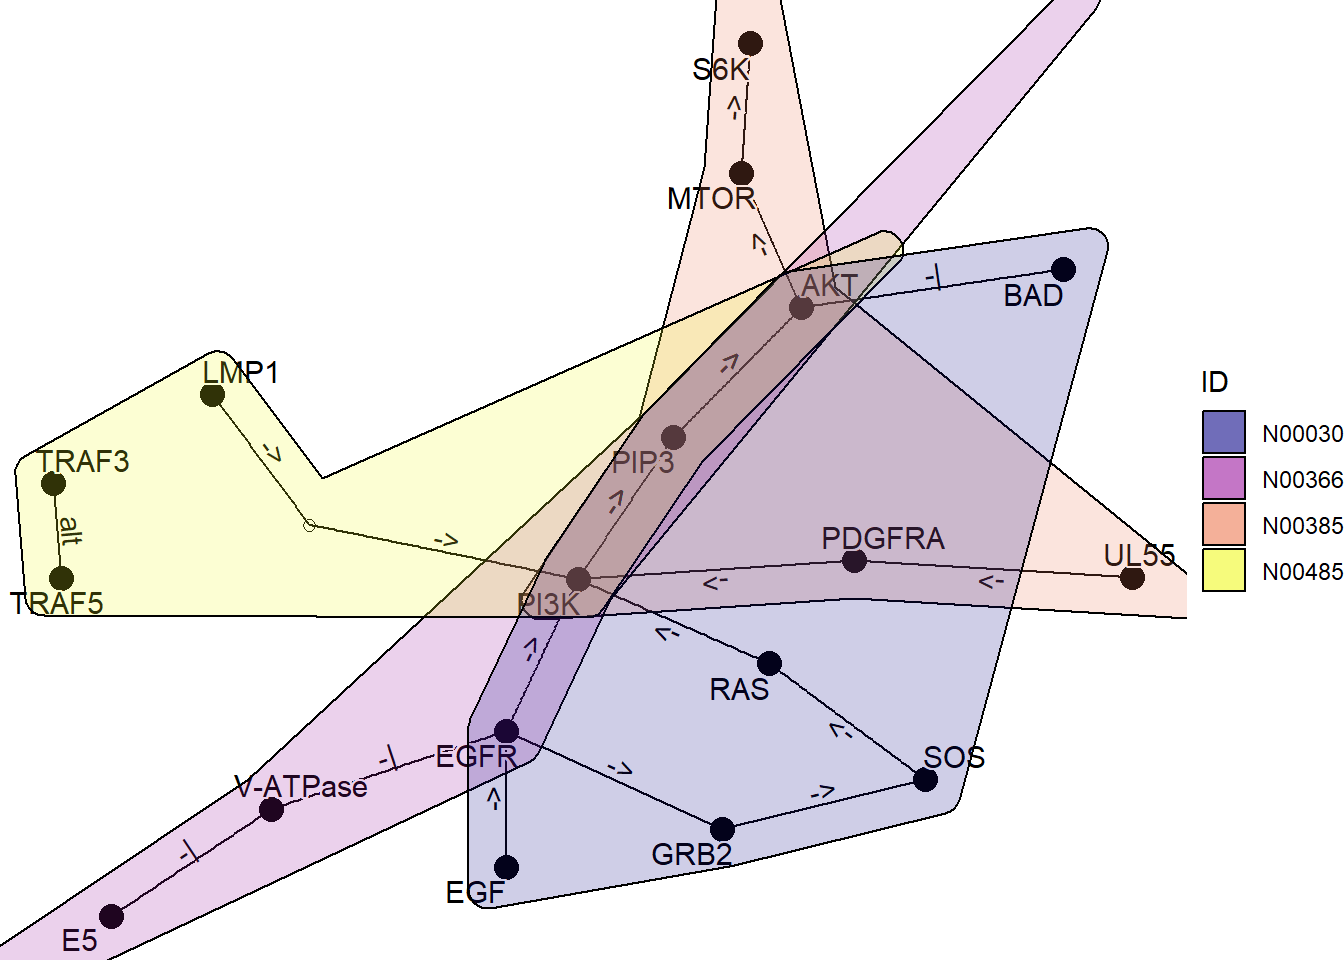 S6K
->
MTOR
->
AKT
-|
BAD
LMP1
->
TRAF3
alt
TRAF5
->
->
PIP3
->
PI3K
PDGFRA
<-
<-
UL55
->
<-
RAS
<-
EGFR
-|
V-ATPase
-|
E5
->
->
->
SOS
GRB2
EGF
ID
N00030
N00366
N00385
N00485